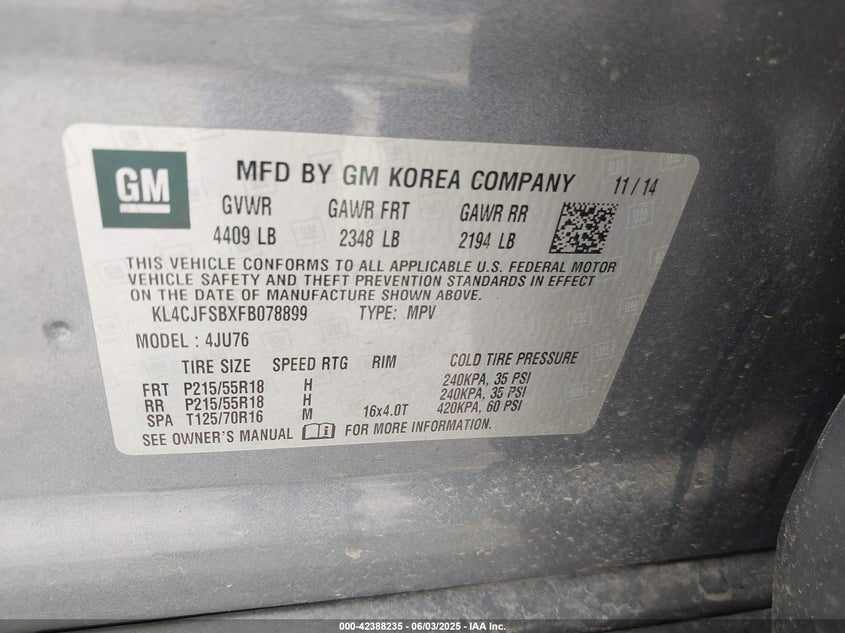 GM
MFD BY GM KOREA COMPANY 11/14
GVWR GAWR FRT GAWR RR
4409 LB 2348 LB 2194 LB
THIS VEHICLE CONFORMS TO ALL APPLICABLE U.S. FEDERAL MOTOR
VEHICLE SAFETY AND THEFT PREVENTION STANDARDS IN EFFECT
ON THE DATE OF MANUFACTURE SHOWN ABOVE.
KL4CJFSBXFB078899 TYPE: MPV
MODEL : 4JU76
TIRE SIZE SPEED RTG RIM COLD TIRE PRESSURE
FRT P215/55R18 H 240KPA, 35 PSI
RR P215/55R18 H 240KPA, 35 PSI
SPA T125/70R16 M 16x4.0T 420KPA, 60 PSI
SEE OWNER'S MANUAL FOR MORE INFORMATION.
000-42388235 - 06/03/2025 - IAA Inc.